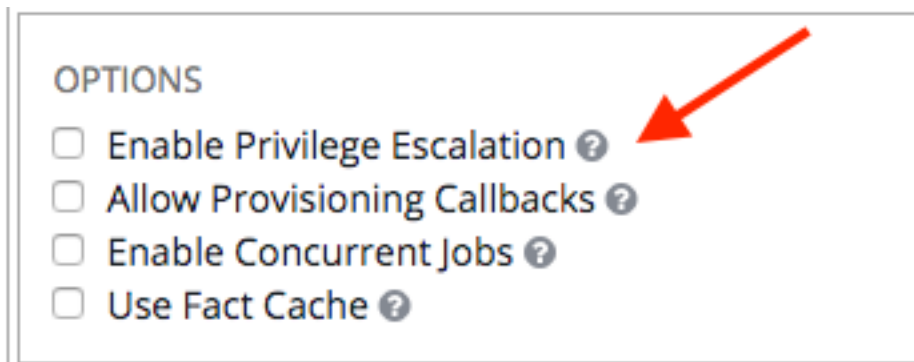 OPTIONS
Enable Privilege Escalation ?
Allow Provisioning Callbacks ?
Enable Concurrent Jobs ?
Use Fact Cache ?